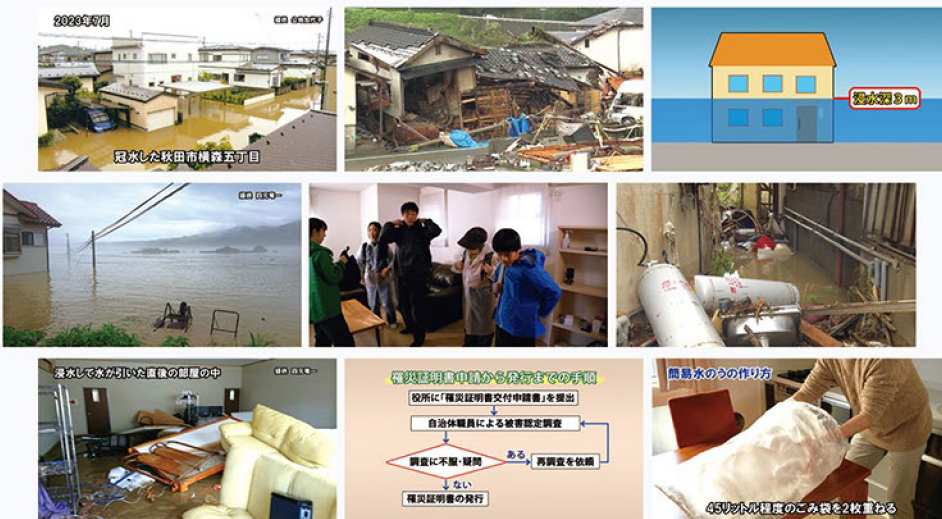 2023年7月
冠水した秋田市横森五丁目
浸水深3m
浸水して水が引いた直後の部屋の中
罹災証明書申請から発行までの手順
役所に「罹災証明書交付申請書」を提出
自治体職員による被害認定調査
調査に不服・疑問
ある
再調査を依頼
ない
罹災証明書の発行
簡易水のうの作り方
45リットル程度のごみ袋を2枚重ねる